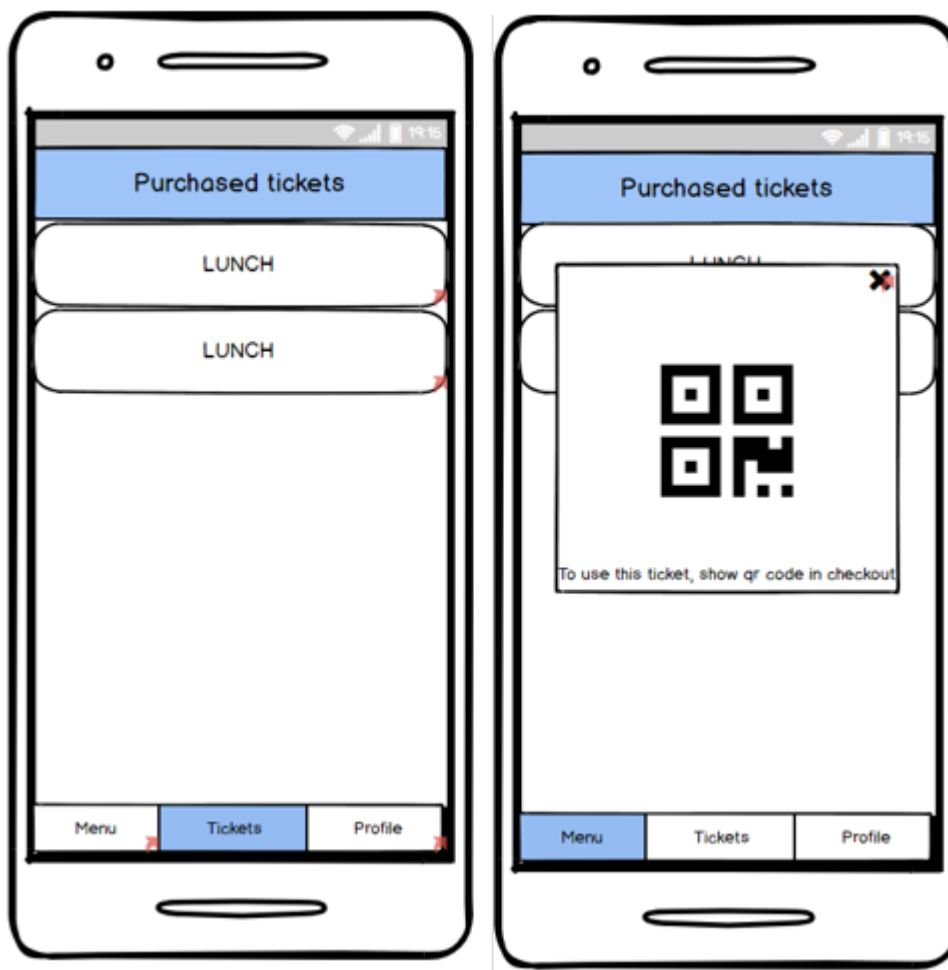 19:15
Purchased tickets
LUNCH
LUNCH
Menu Tickets Profile
19:15
Purchased tickets
LUNCH
To use this ticket, show qr code in checkout
Menu Tickets Profile